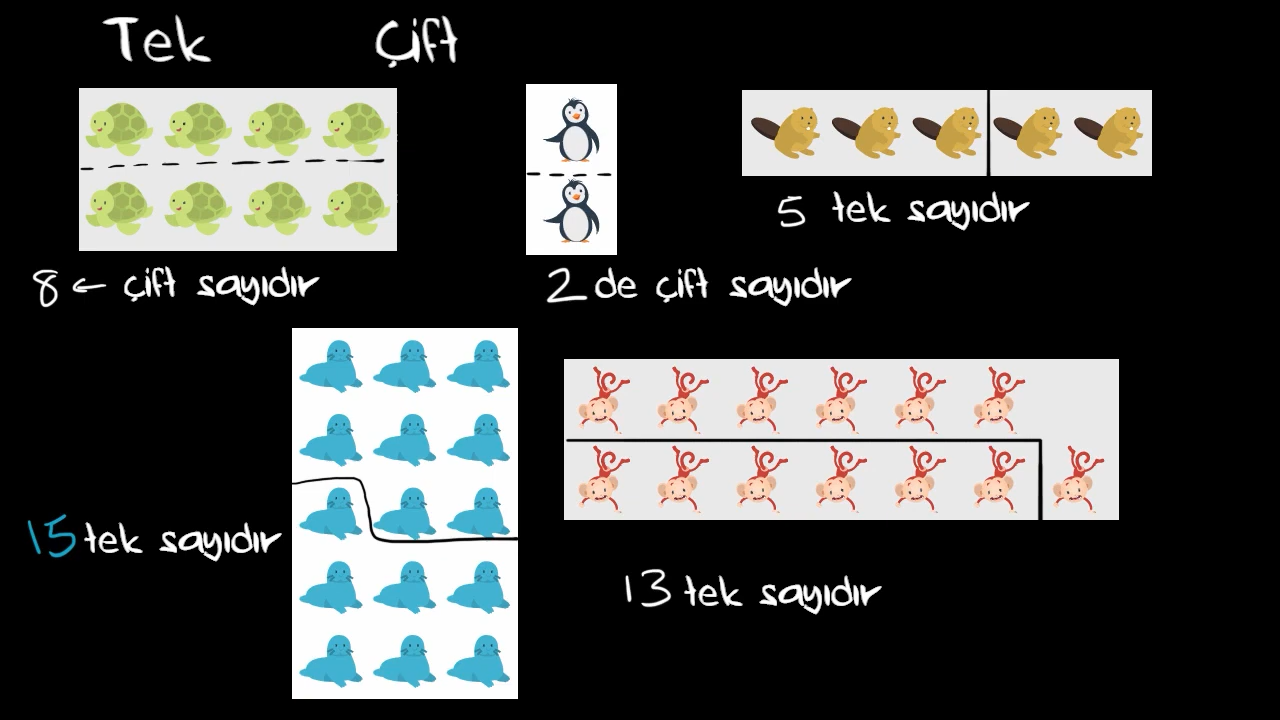 Tek Çift
8 ← çift sayıdır
2 de çift sayıdır
5 tek sayıdır
15 tek sayıdır
13 tek sayıdır